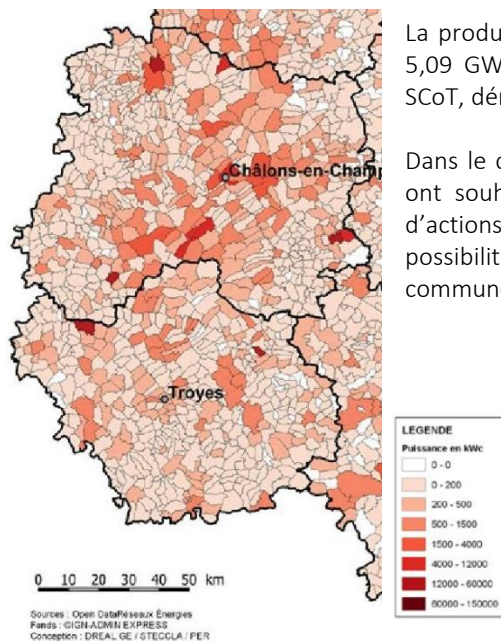 La produ
5,09 GW
SCoT, dér
Dans le c
ont souh
d'actions
possibilit
commun
Châlons-en-Champ
Troyes
0 10 20 30 40 50 km
Sources : Open DataRéseaux Énergies
Fonds : ©IGN-ADMIN EXPRESS
Conception : DREAL GE / STECCLA / PER
LEGENDE
Puissance en kWc
0 - 0
0 - 200
200 - 500
500 - 1500
1500 - 4000
4000 - 12000
12000 - 60000
60000 - 150000